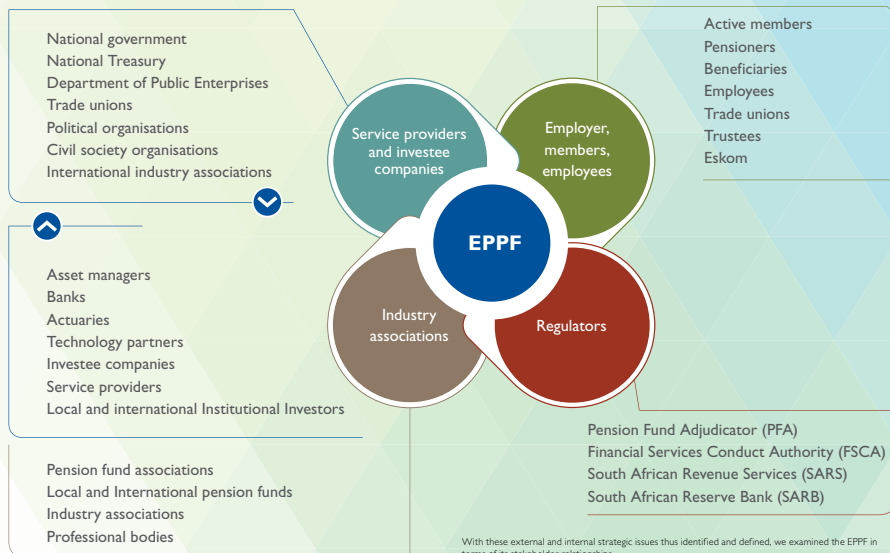 National government
National Treasury
Department of Public Enterprises
Trade unions
Political organisations
Civil society organisations
International industry associations
Asset managers
Banks
Actuaries
Technology partners
Investee companies
Service providers
Local and international Institutional Investors
Pension fund associations
Local and International pension funds
Industry associations
Professional bodies
Service providers
and investee
companies
Employer,
members,
employees
EPPF
Industry
associations
Regulators
Active members
Pensioners
Beneficiaries
Employees
Trade unions
Trustees
Eskom
Pension Fund Adjudicator (PFA)
Financial Services Conduct Authority (FSCA)
South African Revenue Services (SARS)
South African Reserve Bank (SARB)
With these external and internal strategic issues thus identified and defined, we examined the EPPF in
terms of its stakeholder relationships